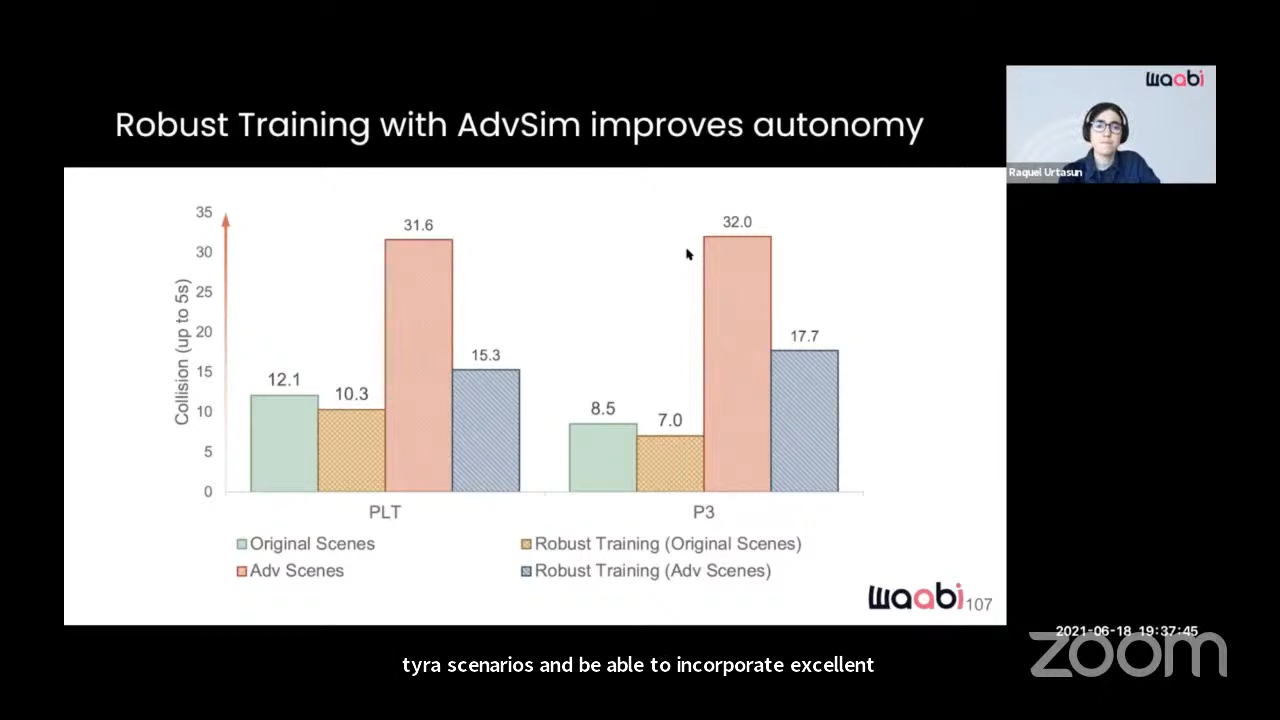 waabi
Robust Training with AdvSim improves autonomy
Raquel Urtasun
Collision (up to 5s)
35
30
25
20
15
10
5
0
12.1
10.3
31.6
15.3
8.5
7.0
32.0
17.7
PLT
P3
Original Scenes
Robust Training (Original Scenes)
Adv Scenes
Robust Training (Adv Scenes)
waabi 107
2021-06-18 19:37:45
zoom
tyra scenarios and be able to incorporate excellent